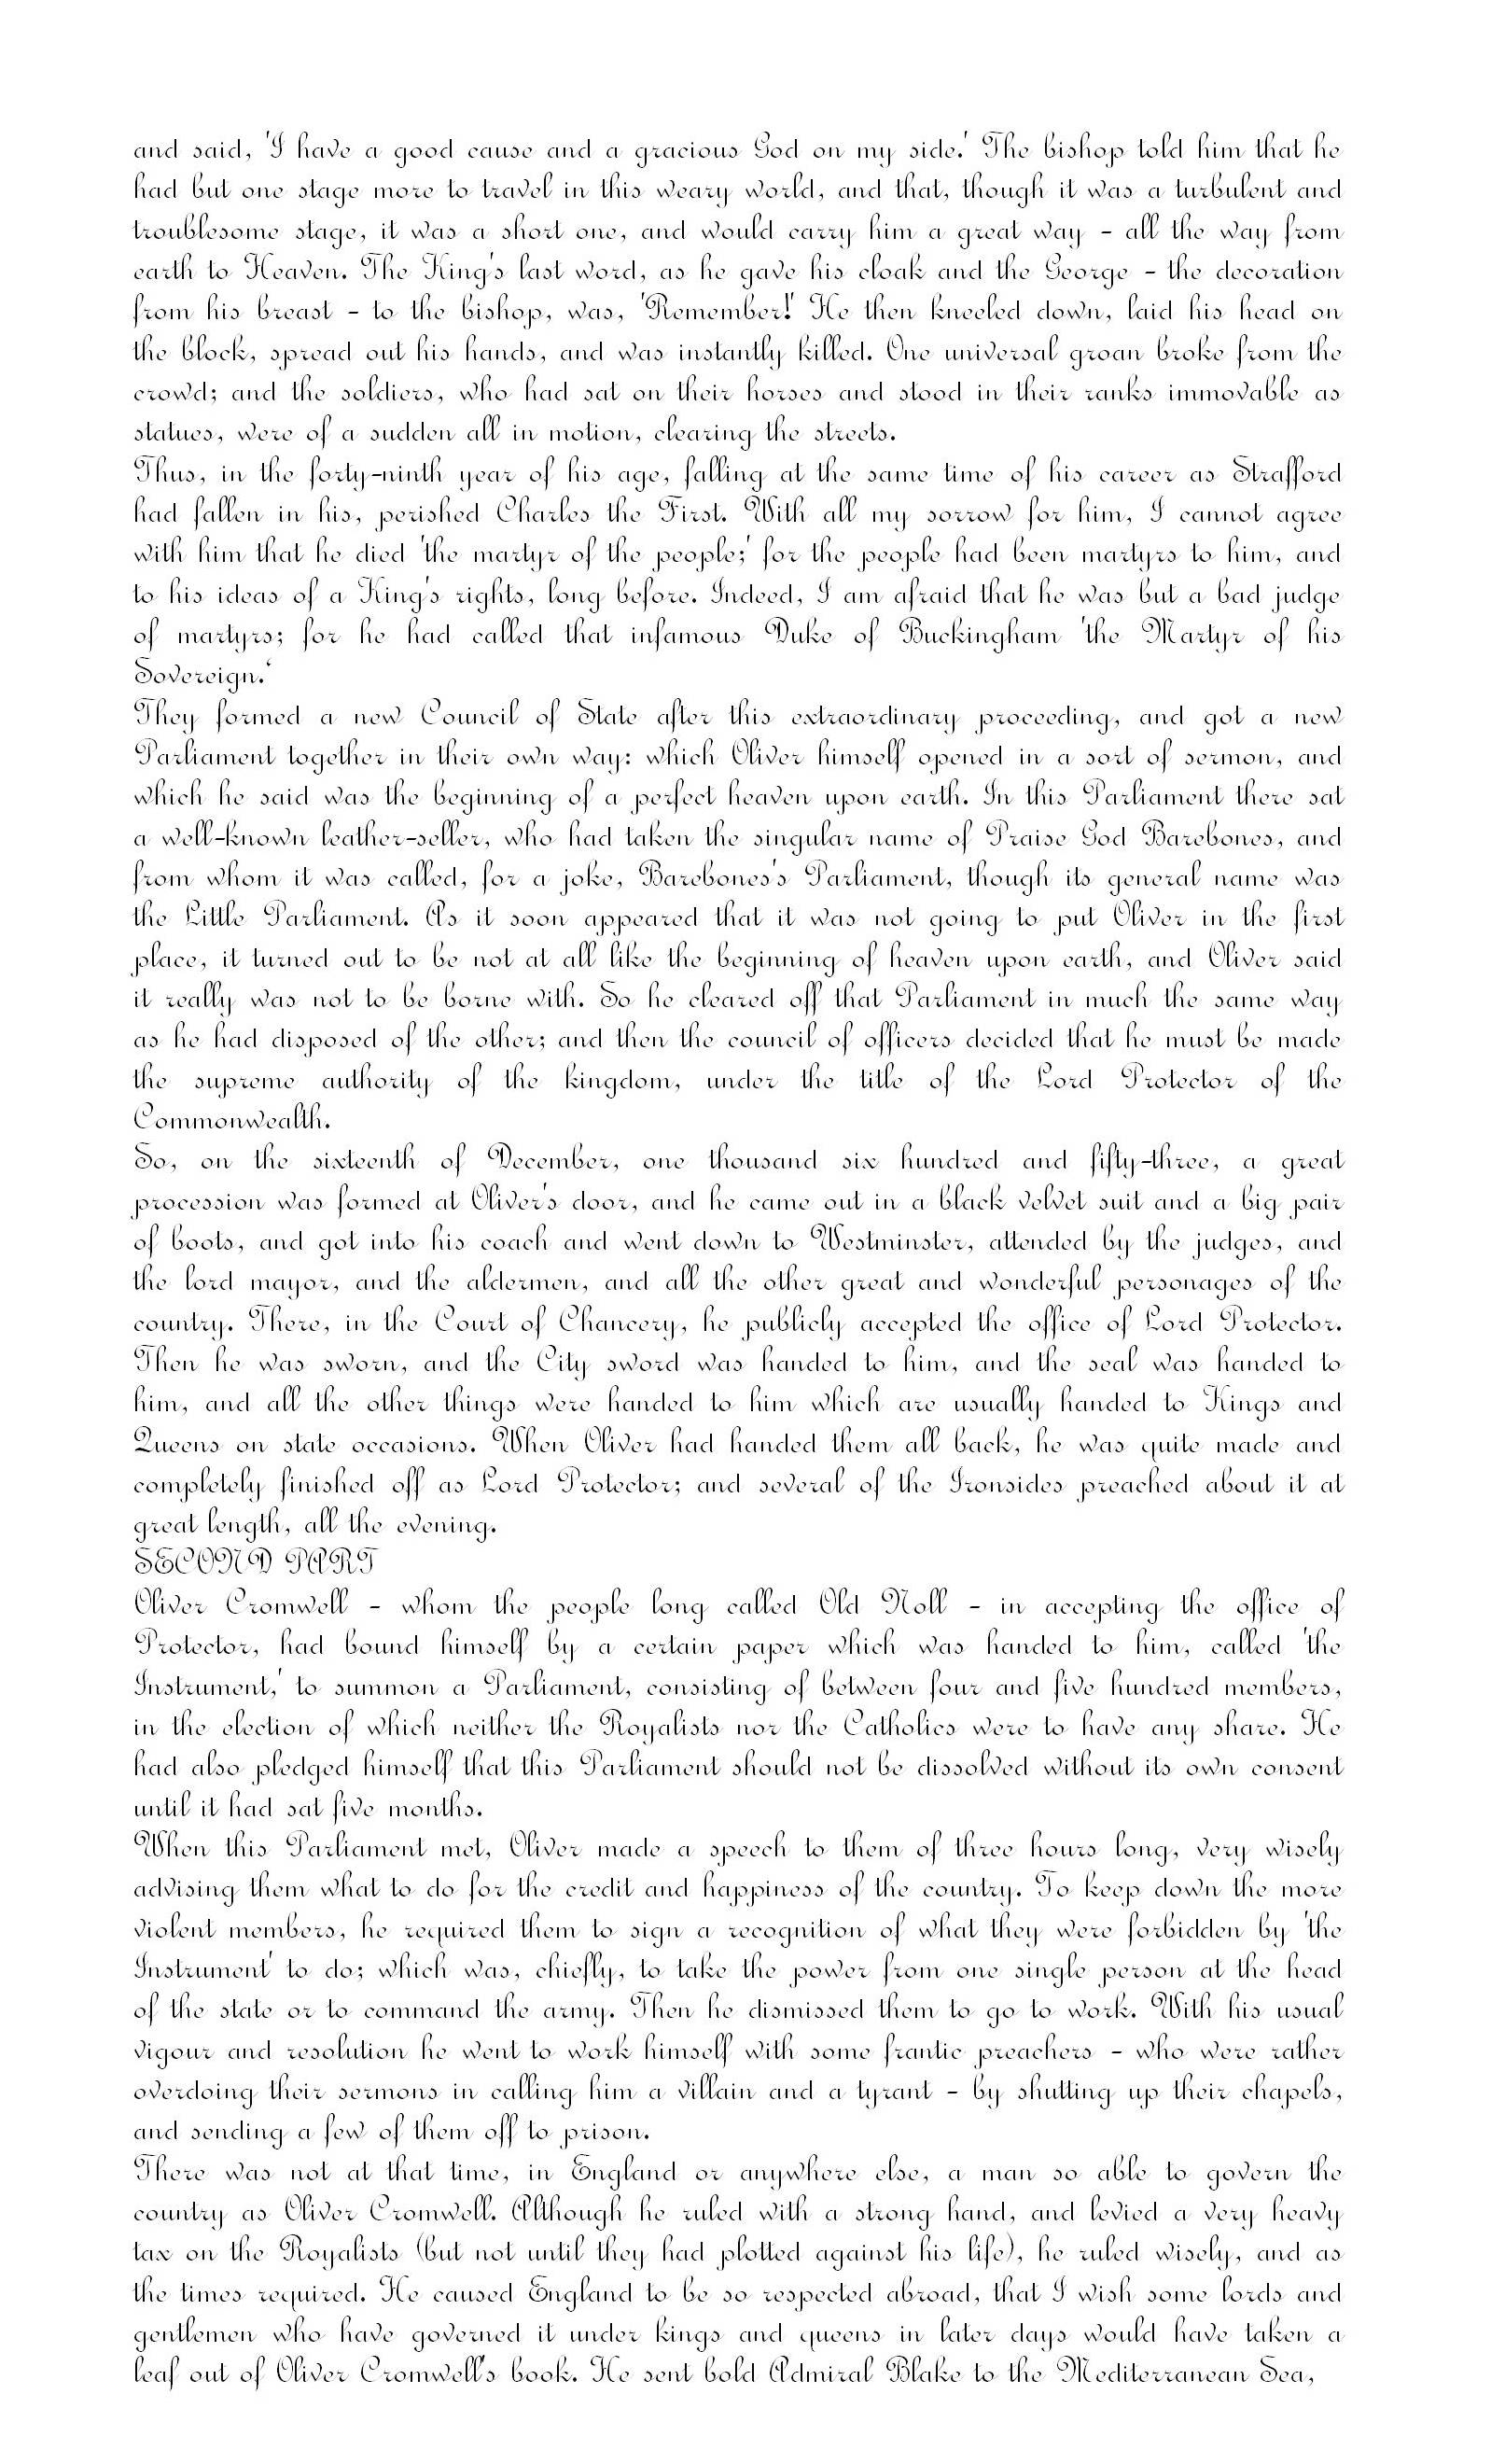 and said, 'I have a good cause and a gracious God on my side.' The bishop told him that he
had but one stage more to travel in this weary world, and that, though it was a turbulent and
troublesome stage, it was a short one, and would carry him a great way - all the way from
earth to Heaven. The King's last word, as he gave his cloak and the George - the decoration
from his breast - to the bishop, was, 'Remember!' He then kneeled down, laid his head on
the block, spread out his hands, and was instantly killed. One universal groan broke from the
crowd; and the soldiers, who had sat on their horses and stood in their ranks immovable as
statues, were of a sudden all in motion, clearing the streets.
Thus, in the forty-ninth year of his age, falling at the same time of his career as Strafford
had fallen in his, perished Charles the First. With all my sorrow for him, I cannot agree
with him that he died 'the martyr of the people;' for the people had been martyrs to him, and
to his ideas of a King's rights, long before. Indeed, I am afraid that he was but a bad judge
of martyrs; for he had called that infamous Duke of Buckingham 'the Martyr of his
Sovereign.'
They formed a new Council of State after this extraordinary proceeding, and got a new
Parliament together in their own way: which Oliver himself opened in a sort of sermon, and
which he said was the beginning of a perfect heaven upon earth. In this Parliament there sat
a well-known leather-seller, who had taken the singular name of Praise God Barebones, and
from whom it was called, for a joke, Barebones's Parliament, though its general name was
the Little Parliament. As it soon appeared that it was not going to put Oliver in the first
place, it turned out to be not at all like the beginning of heaven upon earth, and Oliver said
it really was not to be borne with. So he cleared off that Parliament in much the same way
as he had disposed of the other; and then the council of officers decided that he must be made
the supreme authority of the kingdom, under the title of the Lord Protector of the
Commonwealth.
So, on the sixteenth of December, one thousand six hundred and fifty-three, a great
procession was formed at Oliver's door, and he came out in a black velvet suit and a big pair
of boots, and got into his coach and went down to Westminster, attended by the judges, and
the lord mayor, and the aldermen, and all the other great and wonderful personages of the
country. There, in the Court of Chancery, he publicly accepted the office of Lord Protector.
Then he was sworn, and the City sword was handed to him, and the seal was handed to
him, and all the other things were handed to him which are usually handed to Kings and
Queens on state occasions. When Oliver had handed them all back, he was quite made and
completely finished off as Lord Protector; and several of the Ironsides preached about it at
great length, all the evening.
SECOND PART
Oliver Cromwell - whom the people long called Old Noll - in accepting the office of
Protector, had bound himself by a certain paper which was handed to him, called 'the
Instrument,' to summon a Parliament, consisting of between four and five hundred members,
in the election of which neither the Royalists nor the Catholics were to have any share. He
had also pledged himself that this Parliament should not be dissolved without its own consent
until it had sat five months.
When this Parliament met, Oliver made a speech to them of three hours long, very wisely
advising them what to do for the credit and happiness of the country. To keep down the more
violent members, he required them to sign a recognition of what they were forbidden by 'the
Instrument' to do; which was, chiefly, to take the power from one single person at the head
of the state or to command the army. Then he dismissed them to go to work. With his usual
vigour and resolution he went to work himself with some frantic preachers - who were rather
overdoing their sermons in calling him a villain and a tyrant - by shutting up their chapels,
and sending a few of them off to prison.
There was not at that time, in England or anywhere else, a man so able to govern the
country as Oliver Cromwell. Although he ruled with a strong hand, and levied a very heavy
tax on the Royalists (but not until they had plotted against his life), he ruled wisely, and as
the times required. He caused England to be so respected abroad, that I wish some lords and
gentlemen who have governed it under kings and queens in later days would have taken a
leaf out of Oliver Cromwell's book. He sent bold Admiral Blake to the Mediterranean Sea,